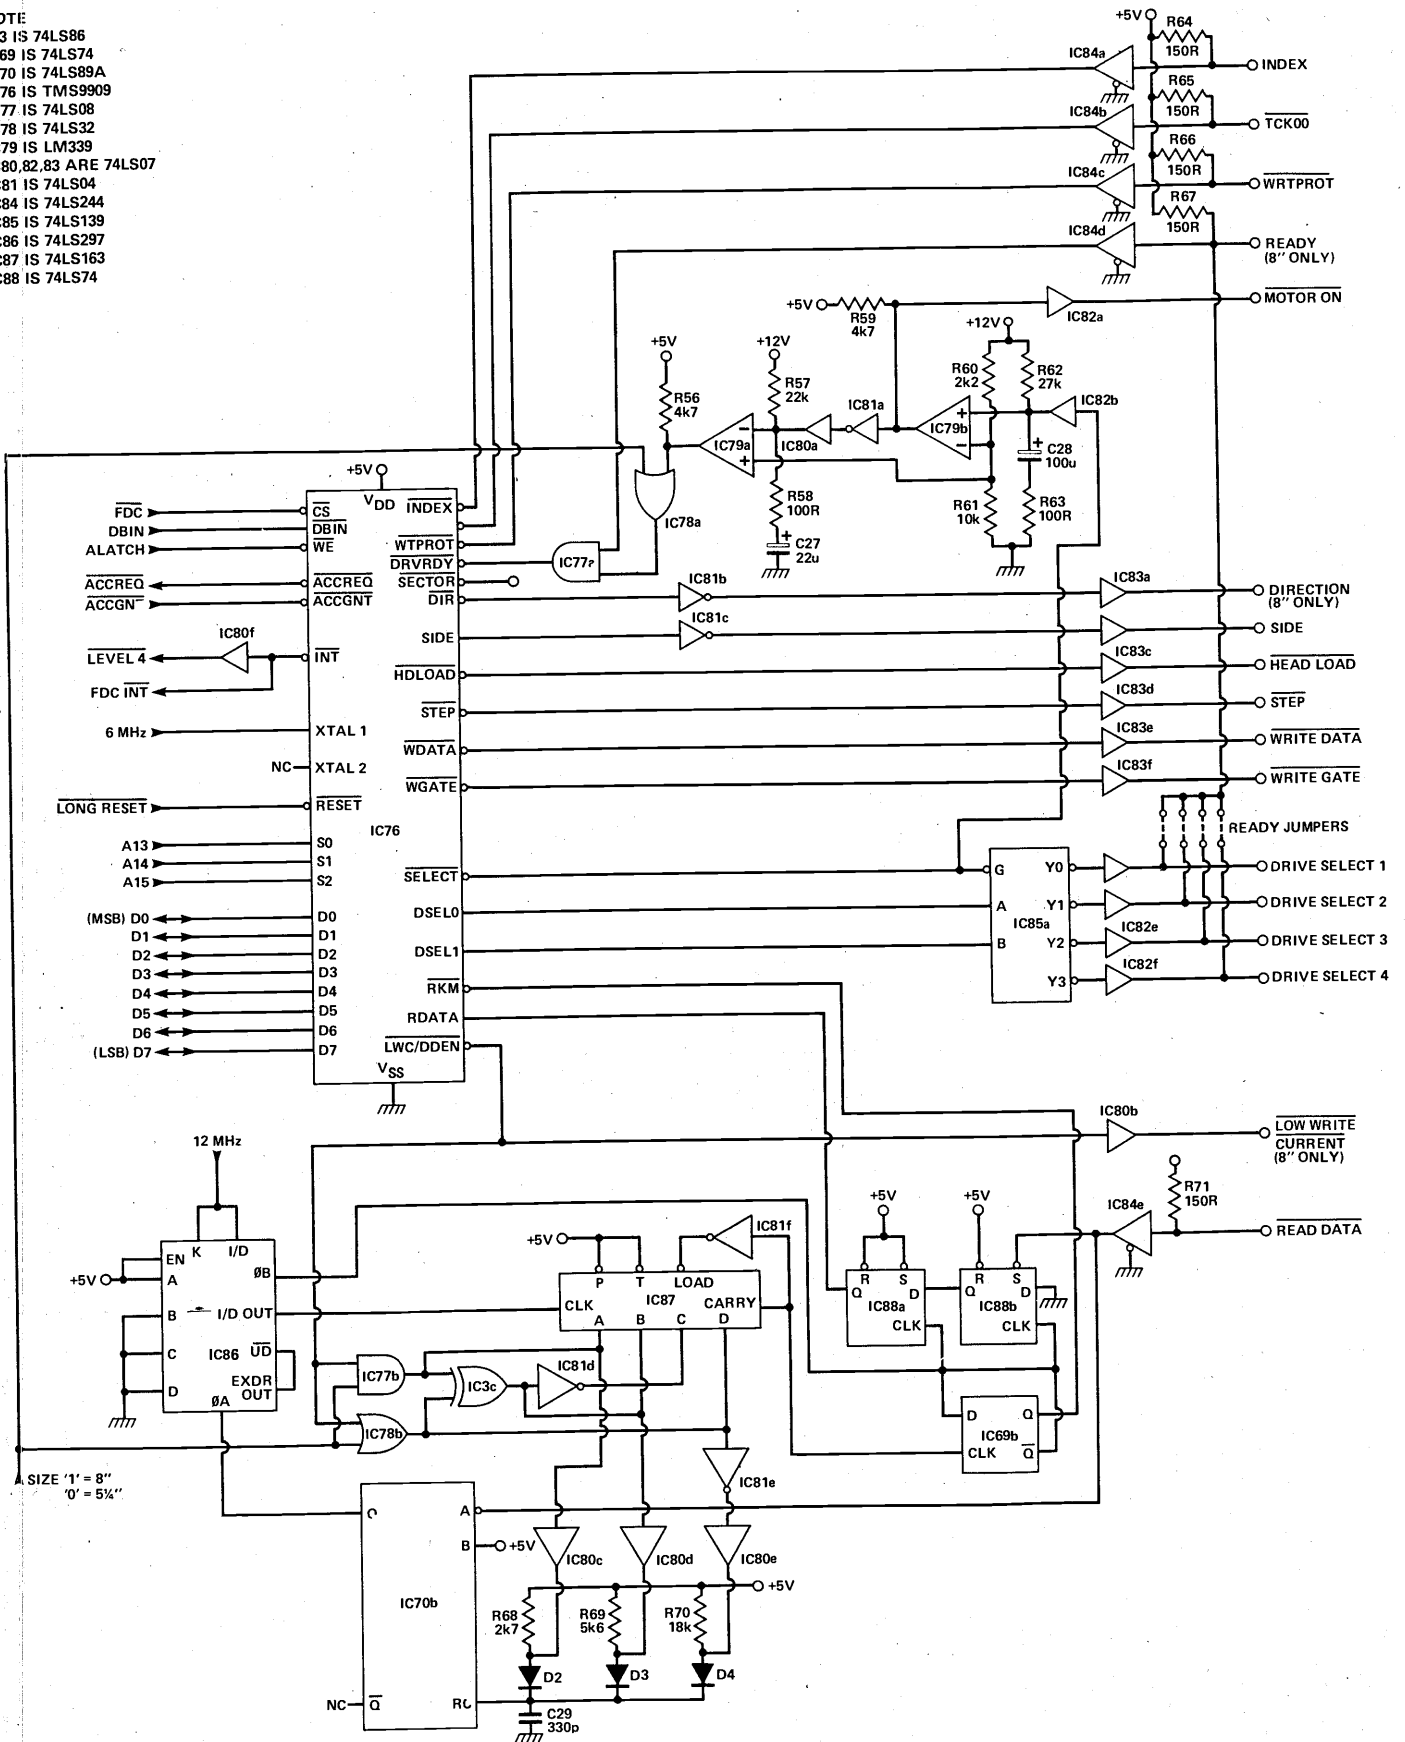 OTE
3 IS 74LS86
69 IS 74LS74
70 IS 74LS89A
76 IS TMS9909
77 IS 74LS08
78 IS 74LS32
79 IS LM339
80,82,83 ARE 74LS07
C81 IS 74LS04
C84 IS 74LS244
C85 IS 74LS139
C86 IS 74LS297
C87 IS 74LS163
C88 IS 74LS74
+5V
R64
150R
IC84a
INDEX
R65
150R
IC84b
TCK00
R66
150R
IC84c
WRTPROT
R67
150R
IC84d
READY
(8" ONLY)
+5V
R59
4k7
IC82a
MOTOR ON
+12V
R60
2k2
R62
27k
IC82b
+5V
R56
4k7
+12V
R57
22k
IC81a
IC80a
IC79a
−
+
IC79b
+
−
+
C28
100u
R61
10k
R63
100R
R58
100R
+
C27
22u
IC78a
IC77a
+5V
VDD
INDEX
FDC
CS
DBIN
DBIN
ALATCH
WE
WTPROT
DRVRDY
SECTOR
ACCREQ
ACCREQ
ACCGN
ACCGNT
DIR
IC81b
IC83a
DIRECTION
(8" ONLY)
IC81c
SIDE
SIDE
IC80f
LEVEL 4
INT
FDC INT
HDLOAD
IC83c
HEAD LOAD
STEP
IC83d
STEP
6 MHz
XTAL 1
WDATA
IC83e
WRITE DATA
NC
XTAL 2
WGATE
IC83f
WRITE GATE
LONG RESET
RESET
IC76
READY JUMPERS
A13
S0
A14
S1
A15
S2
SELECT
G
Y0
DRIVE SELECT 1
DSEL0
A
Y1
DRIVE SELECT 2
IC85a
IC82e
DSEL1
B
Y2
DRIVE SELECT 3
IC82f
Y3
DRIVE SELECT 4
(MSB) D0
D0
D1
D1
D2
D2
D3
D3
D4
D4
D5
D5
D6
D6
(LSB) D7
D7
RKM
RDATA
LWC/DDEN
VSS
IC80b
LOW WRITE
CURRENT
(8" ONLY)
12 MHz
R71
150R
IC84e
READ DATA
+5V
+5V
+5V
IC81f
K
I/D
EN
A
+5V
B
C
D
ØB
I/D OUT
IC86
UD
EXDR
OUT
ØA
P
T
LOAD
IC87
CLK
CARRY
A
B
C
D
R
S
Q
D
IC88a
CLK
R
S
Q
D
IC88b
CLK
IC77b
IC3c
IC81d
IC78b
D
Q
IC69b
CLK
Q
IC81e
SIZE '1' = 8"
'0' = 5¼"
A
B
+5V
IC80c
IC80d
IC80e
IC70b
+5V
R68
2k7
R69
5k6
R70
18k
D2
D3
D4
NC
Q
C29
330p